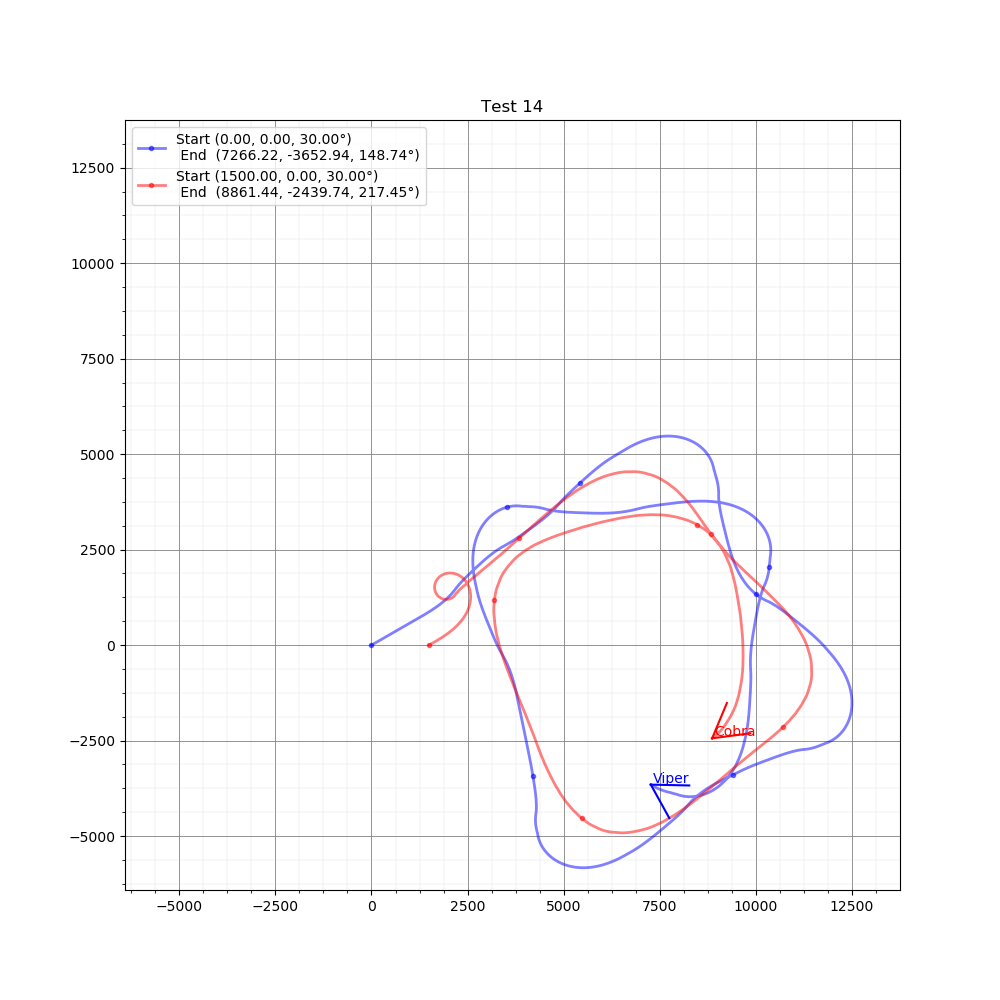 Test 14
Start (0.00, 0.00, 30.00°)
End  (7266.22, -3652.94, 148.74°)
Start (1500.00, 0.00, 30.00°)
End  (8861.44, -2439.74, 217.45°)
12500
10000
7500
5000
2500
0
−2500
−5000
Cobra
Viper
−5000 −2500 0 2500 5000 7500 10000 12500